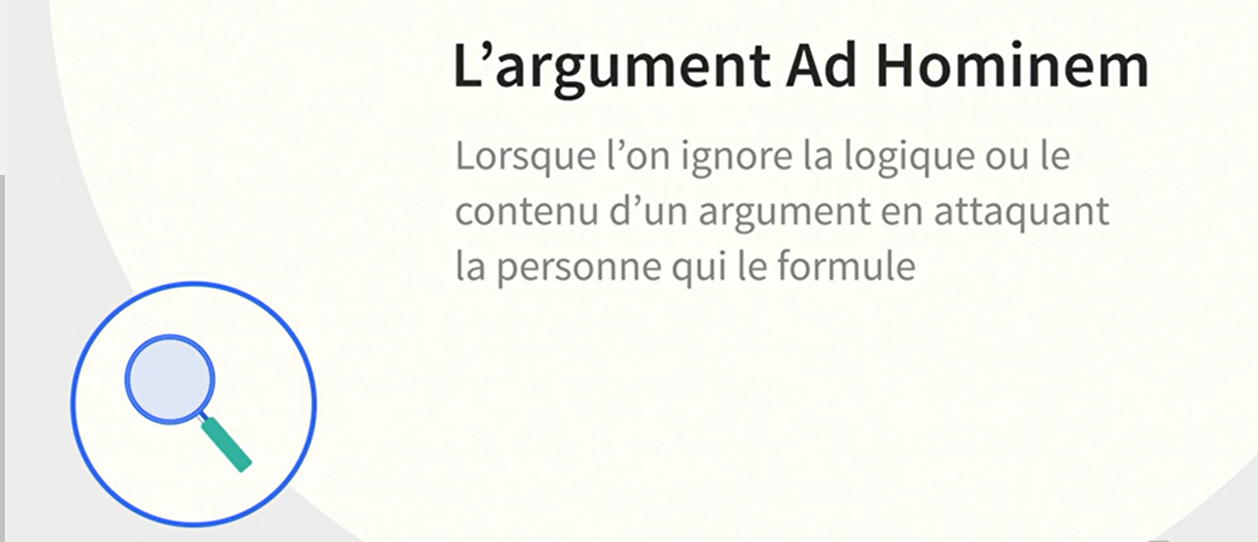 L’argument Ad Hominem
Lorsque l’on ignore la logique ou le
contenu d’un argument en attaquant
la personne qui le formule